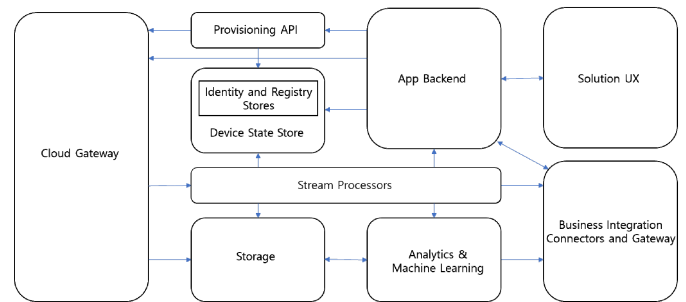 Provisioning API
App Backend
Solution UX
Identity and Registry
Stores
Device State Store
Cloud Gateway
Stream Processors
Business Integration
Connectors and Gateway
Storage
Analytics &
Machine Learning